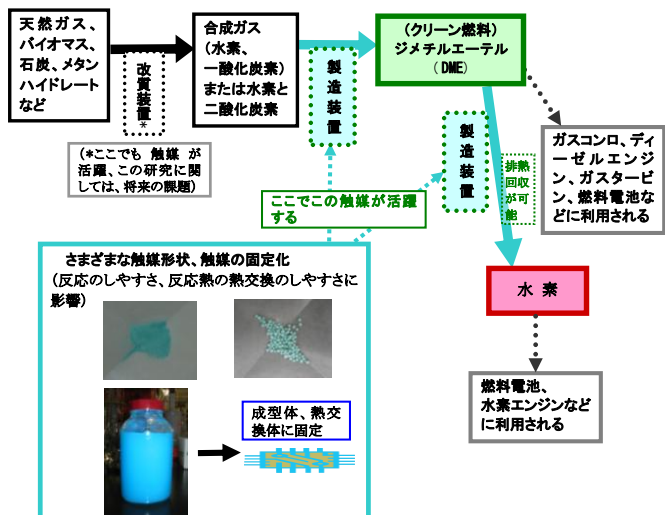 天然ガス、
バイオマス、
石炭、メタン
ハイドレート
など
改質装置*
合成ガス
(水素、
一酸化炭素)
または水素と
二酸化炭素
製造装置
(クリーン燃料)
ジメチルエーテル
(DME)
(*ここでも 触媒 が
活躍、この研究に関
しては、将来の課題)
製造装置
排熱
回収
が可
能
ガスコンロ、ディ
ーゼルエンジ
ン、ガスタービ
ン、燃料電池な
どに利用される
ここでこの触媒が活躍
する
さまざまな触媒形状、触媒の固定化
(反応のしやすさ、反応熱の熱交換のしやすさに
影響)
水 素
成型体、熱交
換体に固定
燃料電池、
水素エンジンなど
に利用される